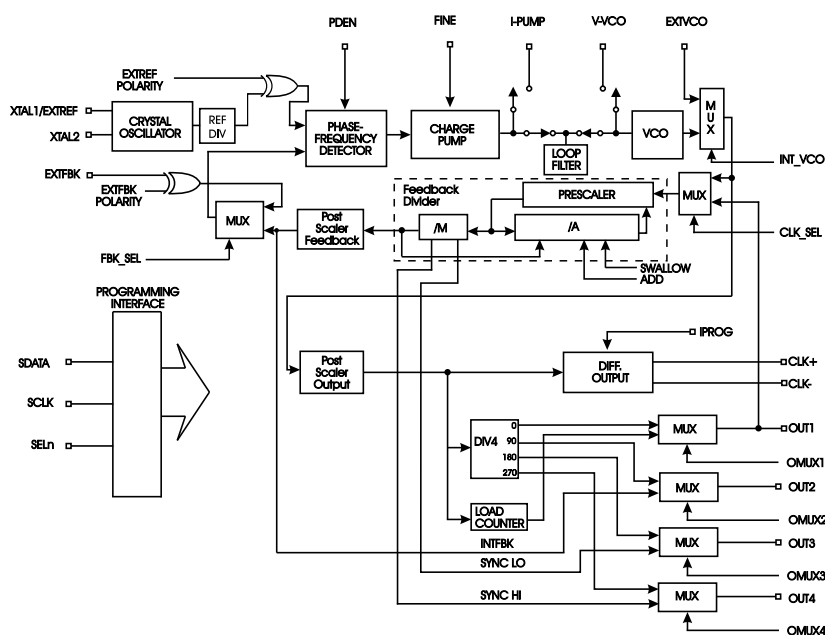 PDEN
FINE
I-PUMP
V-VCO
EXTVCO
EXTREF
POLARITY
XTAL1/EXTREF
XTAL2
CRYSTAL
OSCILLATOR
REF
DIV
PHASE-
FREQUENCY
DETECTOR
CHARGE
PUMP
LOOP
FILTER
VCO
MUX
INT_VCO
EXTFBK
EXTFBK
POLARITY
MUX
FBK_SEL
Post
Scaler
Feedback
Feedback
Divider
PRESCALER
/M
/A
MUX
CLK_SEL
SWALLOW
ADD
PROGRAMMING
INTERFACE
SDATA
SCLK
SELn
Post
Scaler
Output
IPROG
DIFF.
OUTPUT
CLK+
CLK-
DIV4
0
90
180
270
LOAD
COUNTER
INTFBK
SYNC LO
SYNC HI
MUX
OUT1
OMUX1
MUX
OUT2
OMUX2
MUX
OUT3
OMUX3
MUX
OUT4
OMUX4